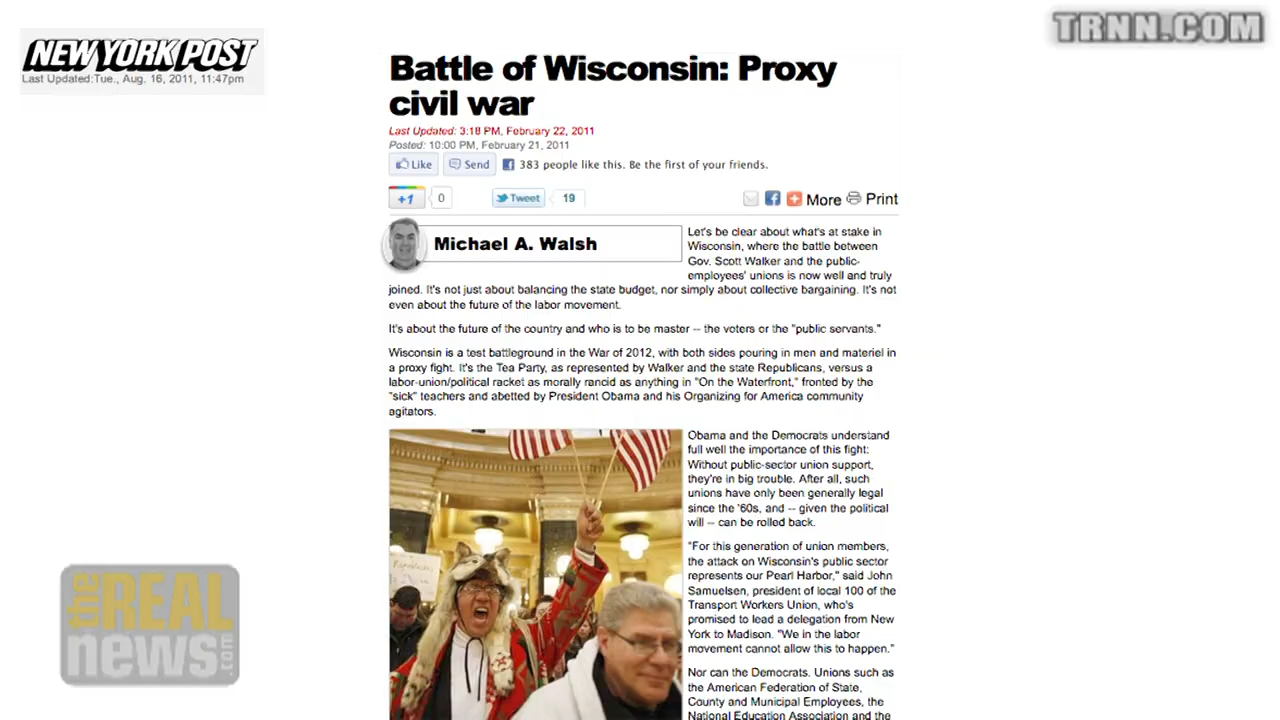 TRNN.COM
NEW YORK POST
Last Updated:Tue., Aug. 16, 2011, 11:47pm
Battle of Wisconsin: Proxy
civil war
Last Updated: 3:18 PM, February 22, 2011
Posted: 10:00 PM, February 21, 2011
Like Send 383 people like this. Be the first of your friends.
+1 0 Tweet 19 More Print
Michael A. Walsh
Let's be clear about what's at stake in
Wisconsin, where the battle between
Gov. Scott Walker and the public-
employees' unions is now well and truly
joined. It's not just about balancing the state budget, nor simply about collective bargaining. It's not
even about the future of the labor movement.
It's about the future of the country and who is to be master -- the voters or the "public servants."
Wisconsin is a test battleground in the War of 2012, with both sides pouring in men and materiel in
a proxy fight. It's the Tea Party, as represented by Walker and the state Republicans, versus a
labor-union/political racket as morally rancid as anything in "On the Waterfront," fronted by the
"sick" teachers and abetted by President Obama and his Organizing for America community
agitators.
Obama and the Democrats understand
full well the importance of this fight:
Without public-sector union support,
they're in big trouble. After all, such
unions have only been generally legal
since the '60s, and -- given the political
will -- can be rolled back.
"For this generation of union members,
the attack on Wisconsin's public sector
represents our Pearl Harbor," said John
Samuelsen, president of local 100 of the
Transport Workers Union, who's
promised to lead a delegation from New
York to Madison. "We in the labor
movement cannot allow this to happen."
Nor can the Democrats. Unions such as
the American Federation of State,
County and Municipal Employees, the
National Education Association and the
the REAL
news.com